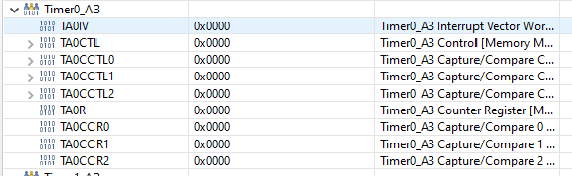 Timer0_A3
TA0IV 0x0000 Timer0_A3 Interrupt Vector Wor...
TA0CTL 0x0000 Timer0_A3 Control [Memory M...
TA0CCTL0 0x0000 Timer0_A3 Capture/Compare C...
TA0CCTL1 0x0000 Timer0_A3 Capture/Compare C...
TA0CCTL2 0x0000 Timer0_A3 Capture/Compare C...
TA0R 0x0000 Timer0_A3 Counter Register [M...
TA0CCR0 0x0000 Timer0_A3 Capture/Compare 0 ...
TA0CCR1 0x0000 Timer0_A3 Capture/Compare 1 ...
TA0CCR2 0x0000 Timer0_A3 Capture/Compare 2 ...
Timer1_A3